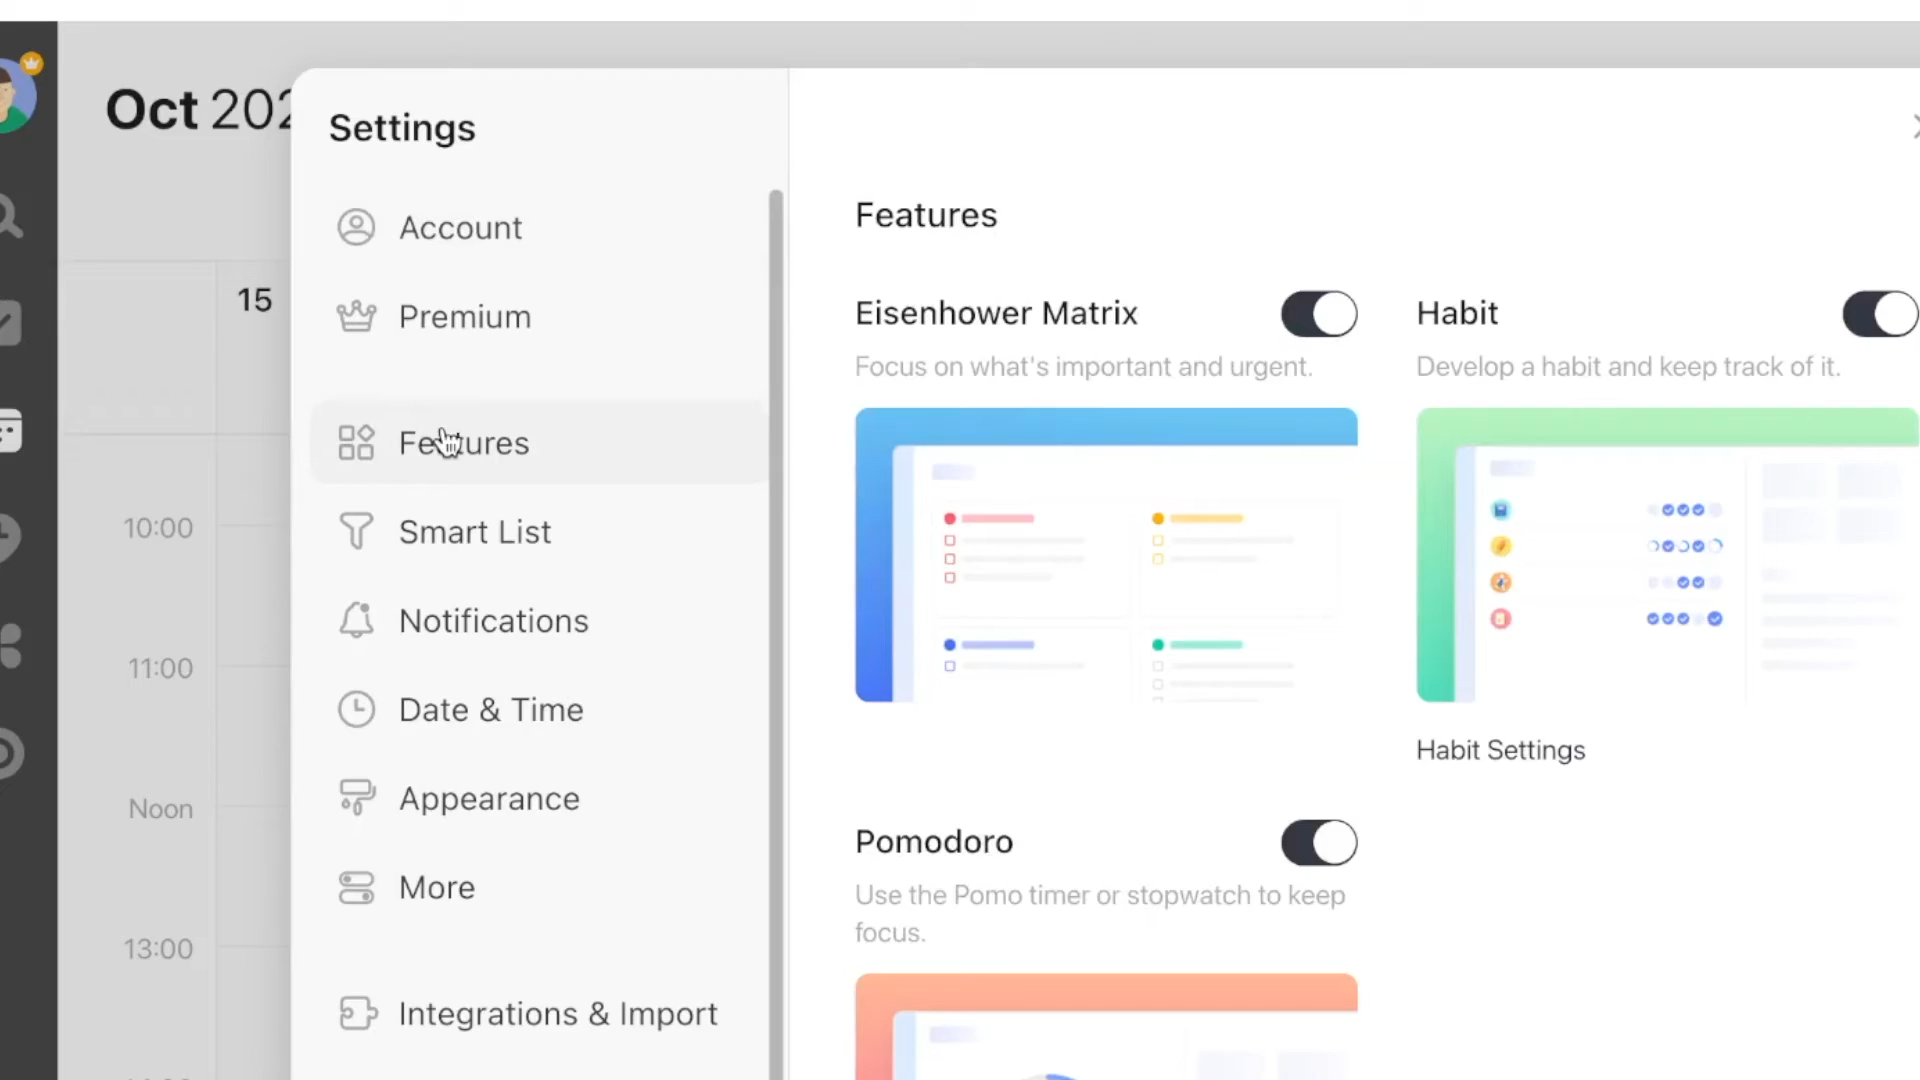 Oct 202
15
10:00
11:00
Noon
13:00
Settings
Account
Premium
Features
Smart List
Notifications
Date & Time
Appearance
More
Integrations & Import
Features
Eisenhower Matrix
Focus on what's important and urgent.
Habit
Develop a habit and keep track of it.
Habit Settings
Pomodoro
Use the Pomo timer or stopwatch to keep
focus.